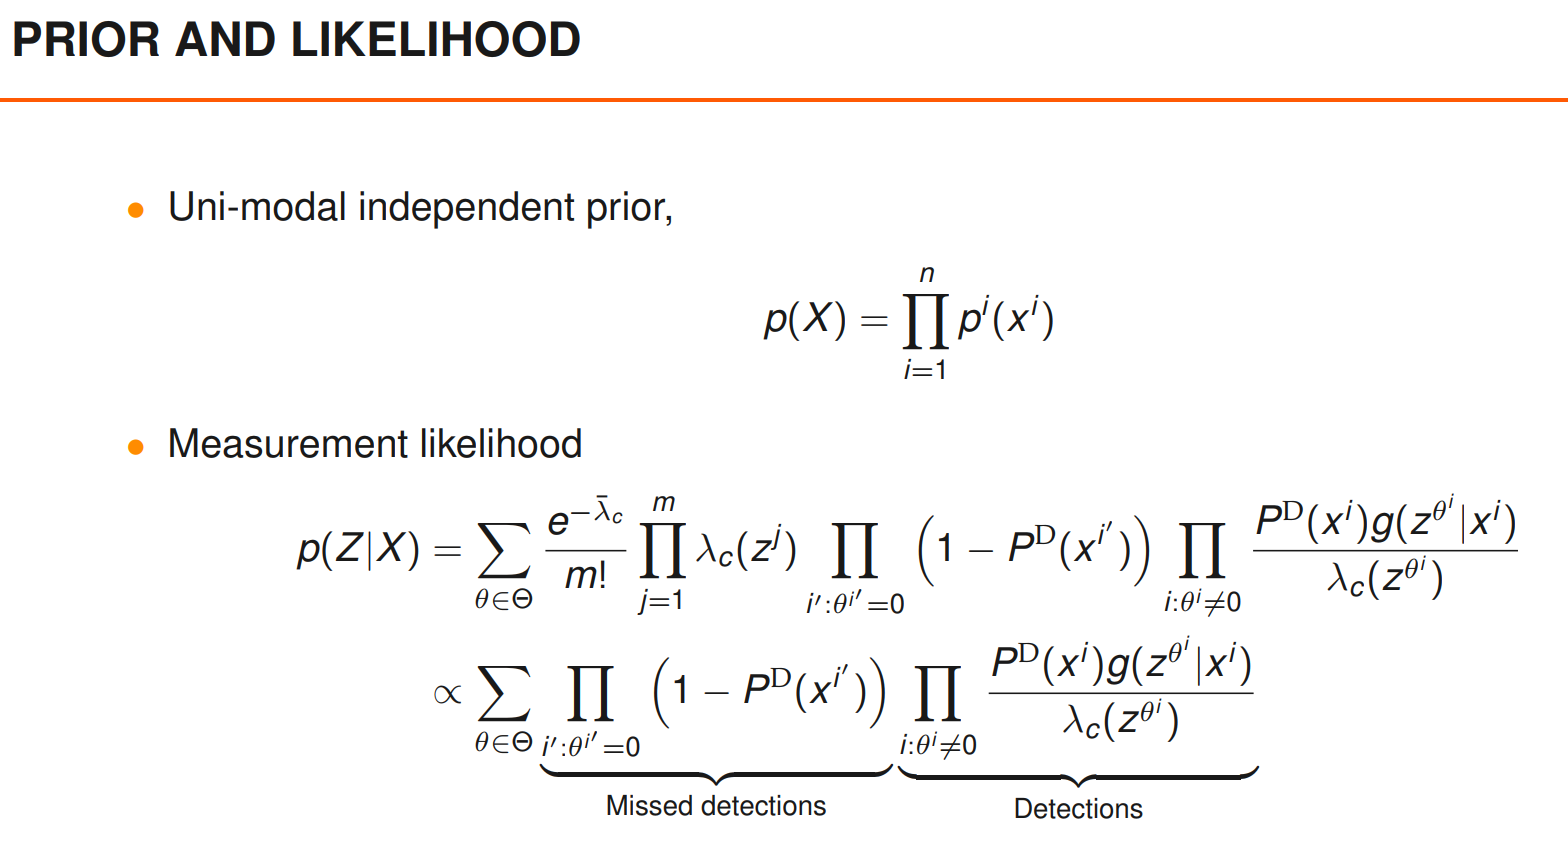 PRIOR AND LIKELIHOOD
• Uni-modal independent prior,
$p(X) = \prod_{i=1}^{n} p^i(x^i)$
• Measurement likelihood
$p(Z|X) = \sum_{\theta \in \Theta} \frac{e^{-\bar{\lambda}_c}}{m!} \prod_{j=1}^{m} \lambda_c(z^j) \prod_{i':\theta^{i'}=0} \left(1 - P^{\mathrm{D}}(x^{i'})\right) \prod_{i:\theta^i \neq 0} \frac{P^{\mathrm{D}}(x^i)g(z^{\theta^i}|x^i)}{\lambda_c(z^{\theta^i})}$
$\propto \sum_{\theta \in \Theta} \underbrace{\prod_{i':\theta^{i'}=0} \left(1 - P^{\mathrm{D}}(x^{i'})\right)} \underbrace{\prod_{i:\theta^i \neq 0} \frac{P^{\mathrm{D}}(x^i)g(z^{\theta^i}|x^i)}{\lambda_c(z^{\theta^i})}}$
Missed detections Detections